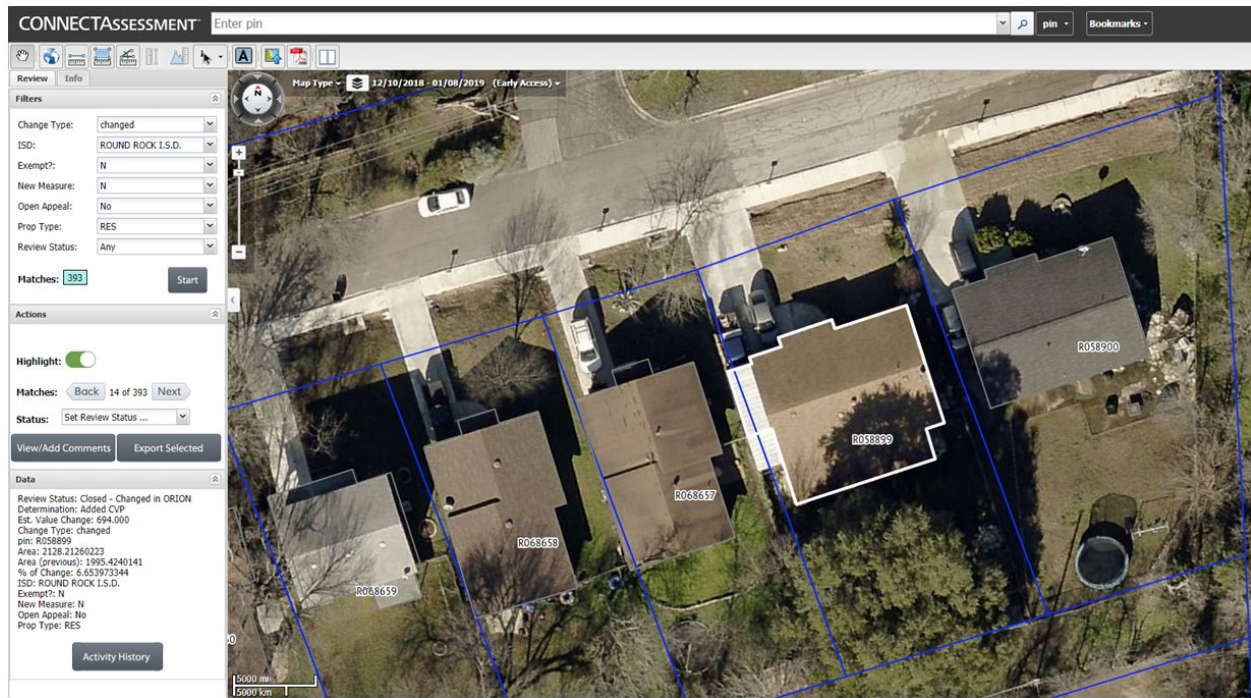 CONNECTASSESSMENT™ Enter pin pin Bookmarks
Review Info
Map Type 12/10/2018 - 01/08/2019 (Early Access)
N
Filters
Change Type: changed
ISD: ROUND ROCK I.S.D.
Exempt?: N
New Measure: N
Open Appeal: No
Prop Type: RES
Review Status: Any
Matches: 393 Start
Actions
Highlight:
Matches: Back 14 of 393 Next
Status: Set Review Status ...
View/Add Comments Export Selected
Data
Review Status: Closed - Changed in ORION
Determination: Added CVP
Est. Value Change: 694.000
Change Type: changed
pin: R058899
Area: 2128.21260223
Area (previous): 1995.4240141
% of Change: 6.653973344
ISD: ROUND ROCK I.S.D.
Exempt?: N
New Measure: N
Open Appeal: No
Prop Type: RES
Activity History
R058900
R058899
R068657
R068658
R068659
5000 mi
5000 km